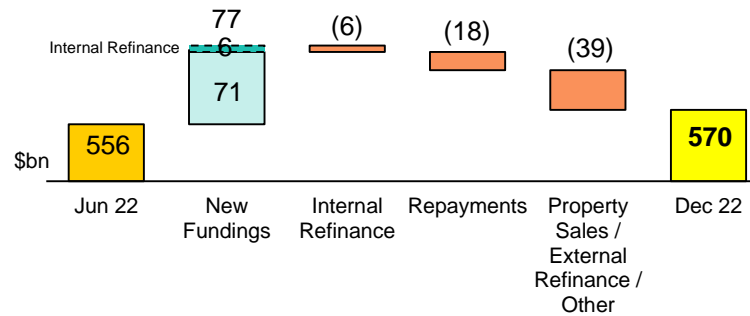 77
(6)
(18)
(39)
Internal Refinance
6
71
556
570
$bn
Jun 22
New
Fundings
Internal
Refinance
Repayments
Property
Sales /
External
Refinance /
Other
Dec 22